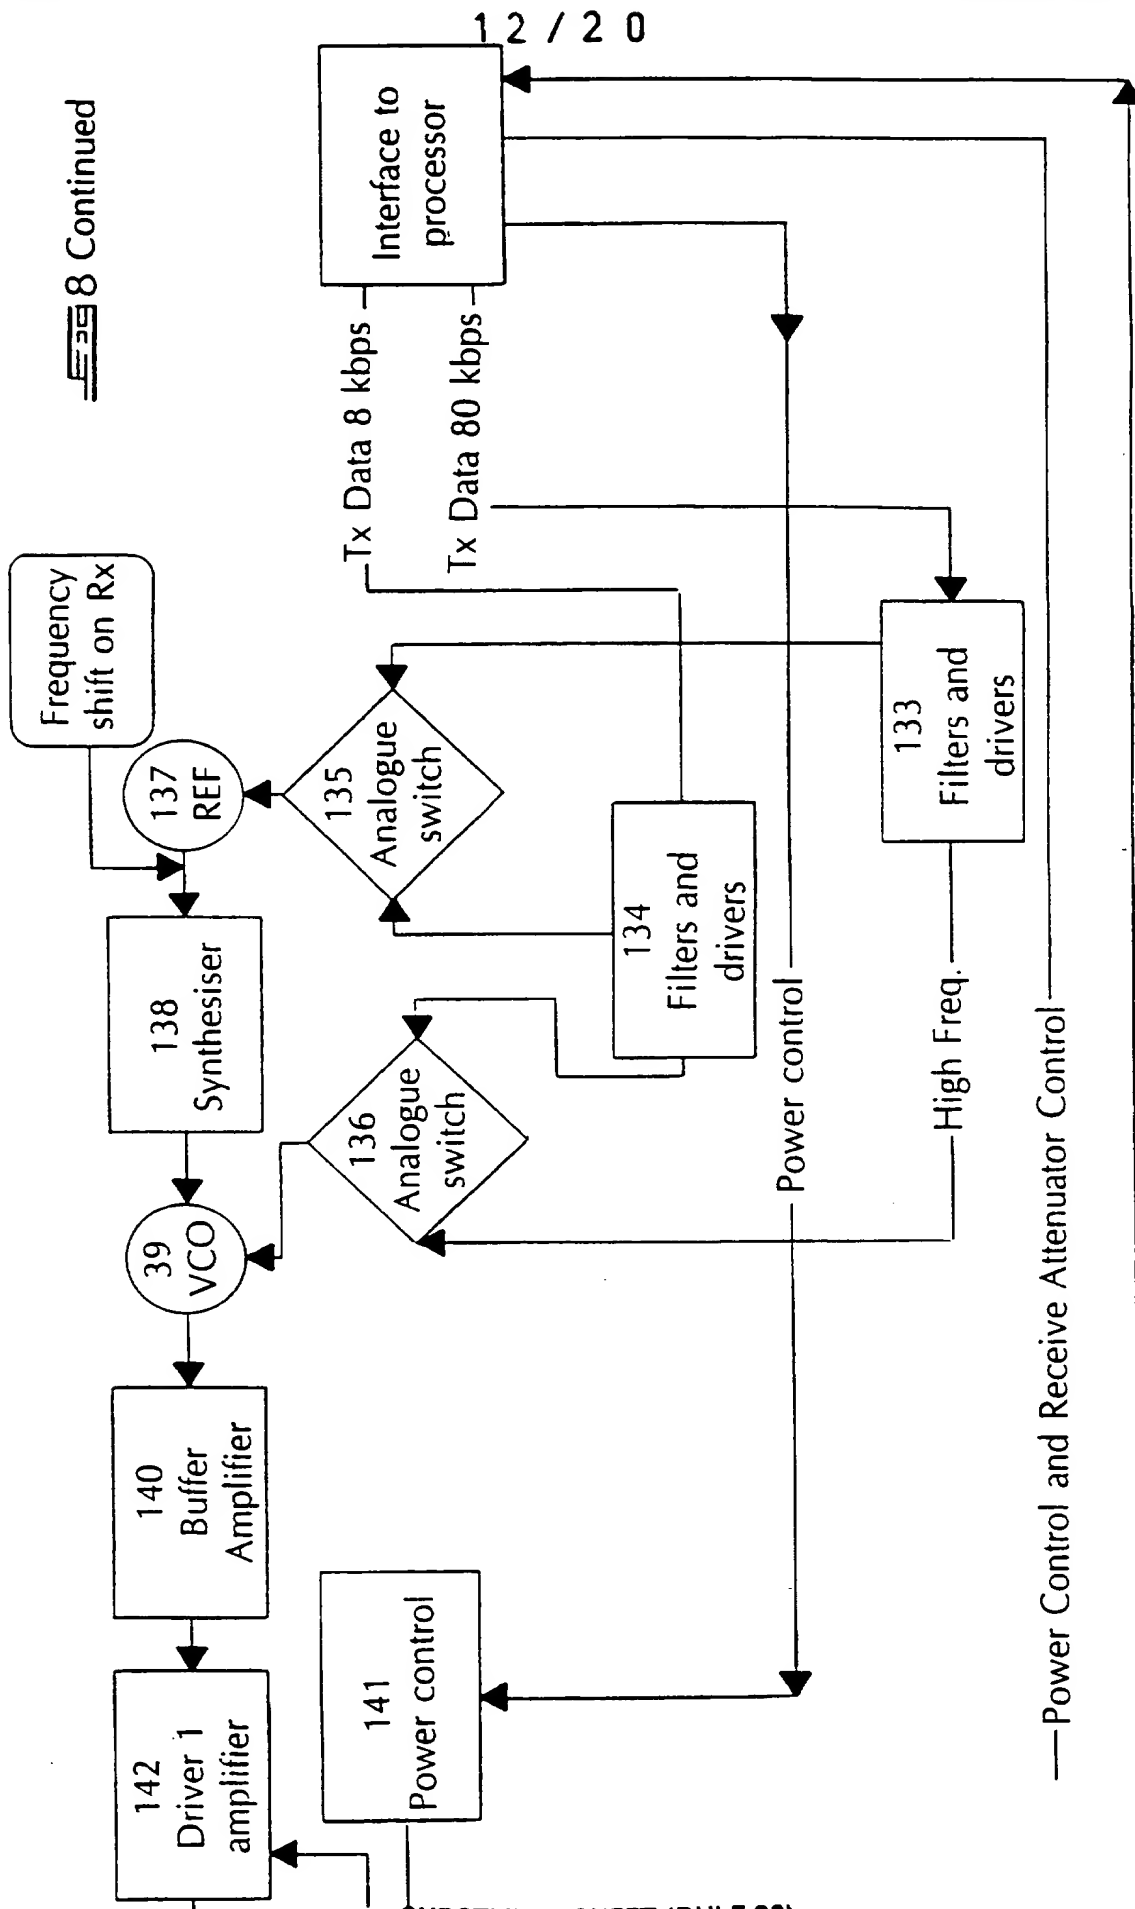 12/20
Fig 8 Continued
Interface to
processor
Tx Data 8 kbps
Tx Data 80 kbps
Frequency
shift on Rx
137
REF
135
Analogue
switch
133
Filters and
drivers
134
Filters and
drivers
138
Synthesiser
136
Analogue
switch
39
VCO
Power control
High Freq.
Power Control and Receive Attenuator Control
140
Buffer
Amplifier
141
Power control
142
Driver 1
amplifier